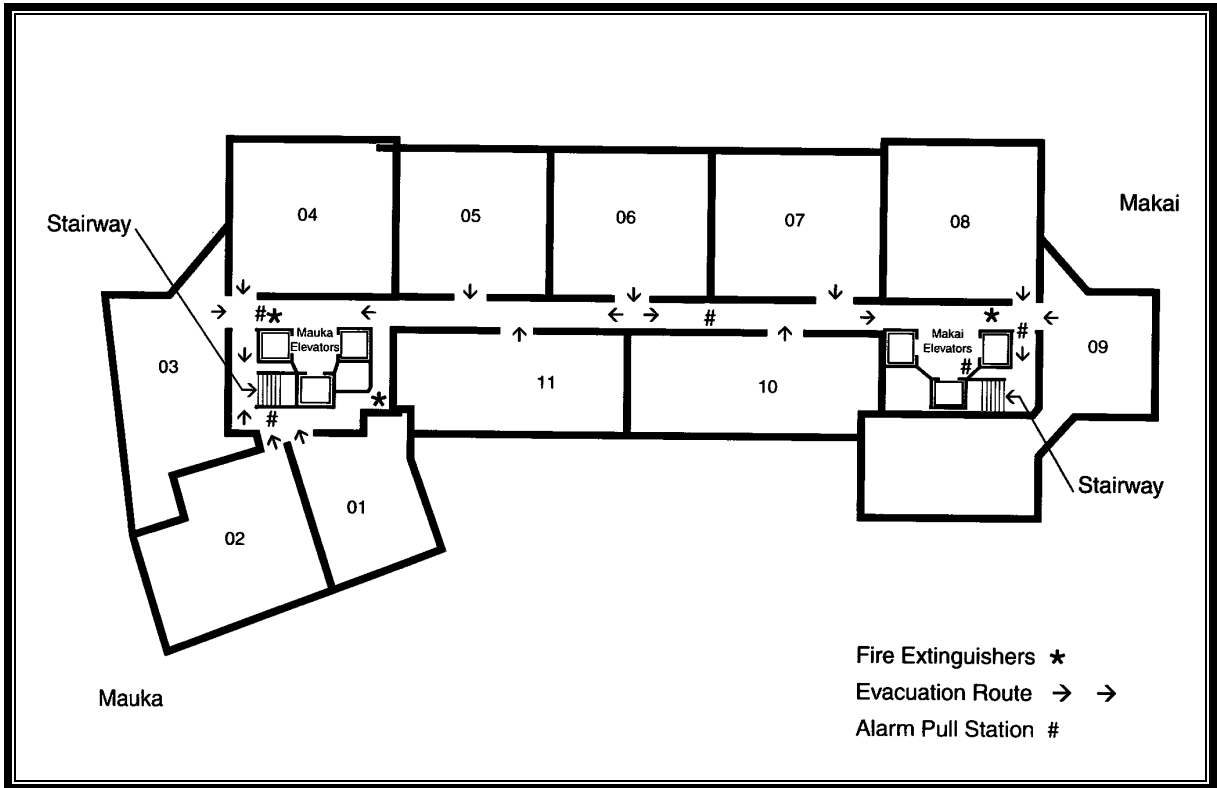 04
05
06
07
08
Makai
Stairway
#
*
Mauka
Elevators
#
Makai
Elevators
*
#
#
03
09
11
10
*
#
Stairway
01
02
Fire Extinguishers *
Evacuation Route → →
Alarm Pull Station #
Mauka